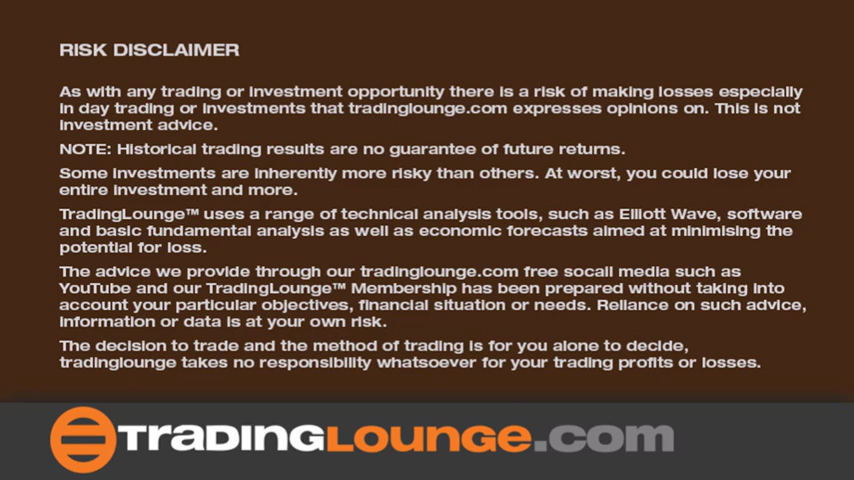 RISK DISCLAIMER
As with any trading or investment opportunity there is a risk of making losses especially
in day trading or investments that tradinglounge.com expresses opinions on. This is not
investment advice.
NOTE: Historical trading results are no guarantee of future returns.
Some investments are inherently more risky than others. At worst, you could lose your
entire investment and more.
TradingLounge™ uses a range of technical analysis tools, such as Elliott Wave, software
and basic fundamental analysis as well as economic forecasts aimed at minimising the
potential for loss.
The advice we provide through our tradinglounge.com free socail media such as
YouTube and our TradingLounge™ Membership has been prepared without taking into
account your particular objectives, financial situation or needs. Reliance on such advice,
information or data is at your own risk.
The decision to trade and the method of trading is for you alone to decide,
tradinglounge takes no responsibility whatsoever for your trading profits or losses.
TRADINGLOUNGE.COM